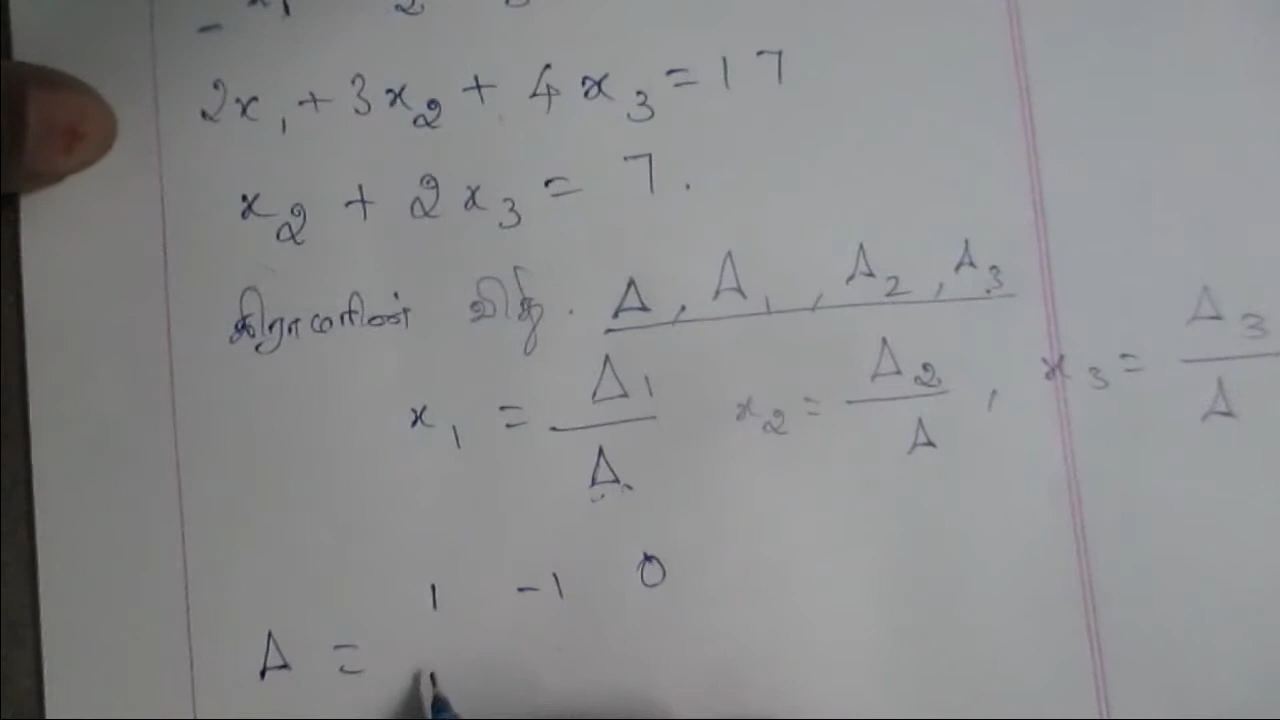 2x₁ + 3x₂ + 4x₃ = 17
x₂ + 2x₃ = 7.
கிராமரின் விதி. Δ, Δ₁, Δ₂, Δ₃
x₁ = Δ₁/Δ x₂ = Δ₂/Δ, x₃ = Δ₃/Δ
1 -1 0
Δ =